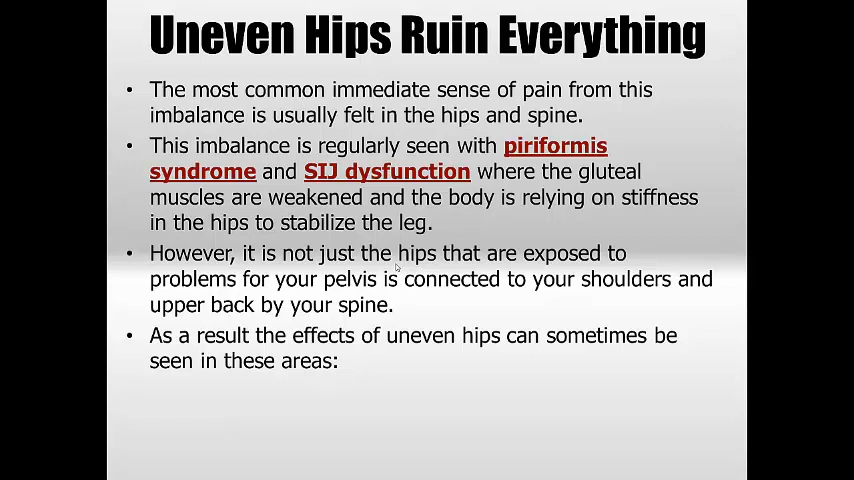 Uneven Hips Ruin Everything
• The most common immediate sense of pain from this
imbalance is usually felt in the hips and spine.
• This imbalance is regularly seen with piriformis
syndrome and SIJ dysfunction where the gluteal
muscles are weakened and the body is relying on stiffness
in the hips to stabilize the leg.
• However, it is not just the hips that are exposed to
problems for your pelvis is connected to your shoulders and
upper back by your spine.
• As a result the effects of uneven hips can sometimes be
seen in these areas: